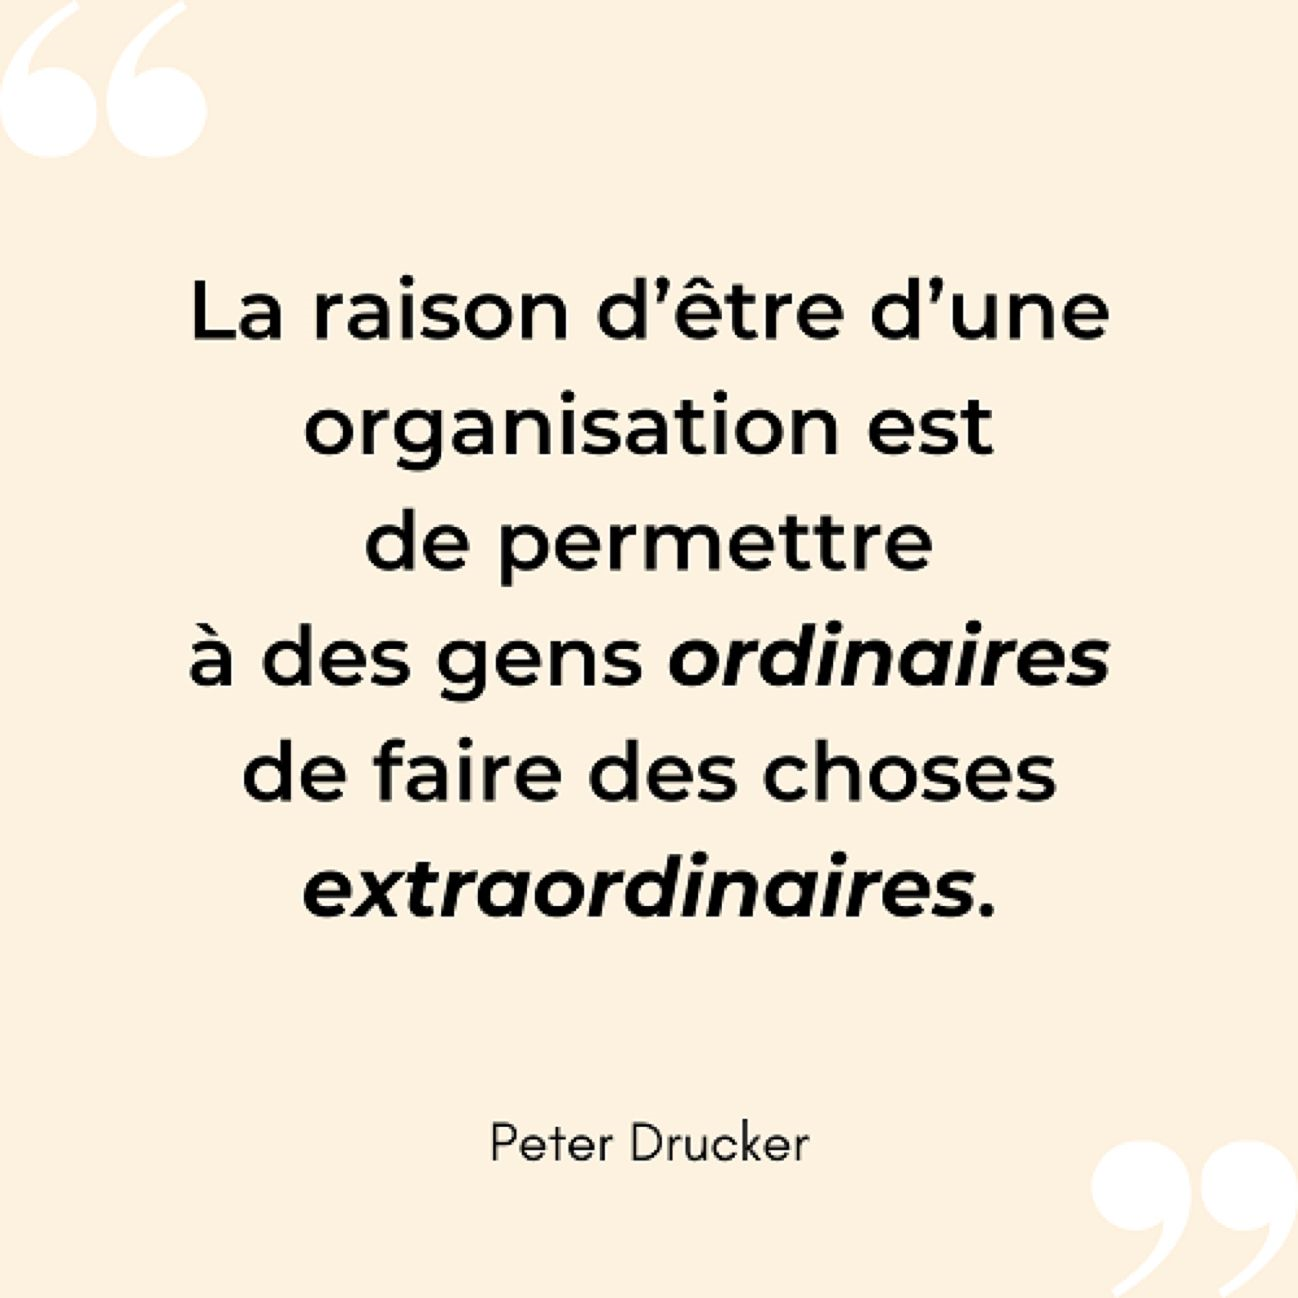 La raison d’être d’une
organisation est
de permettre
à des gens ordinaires
de faire des choses
extraordinaires.
Peter Drucker